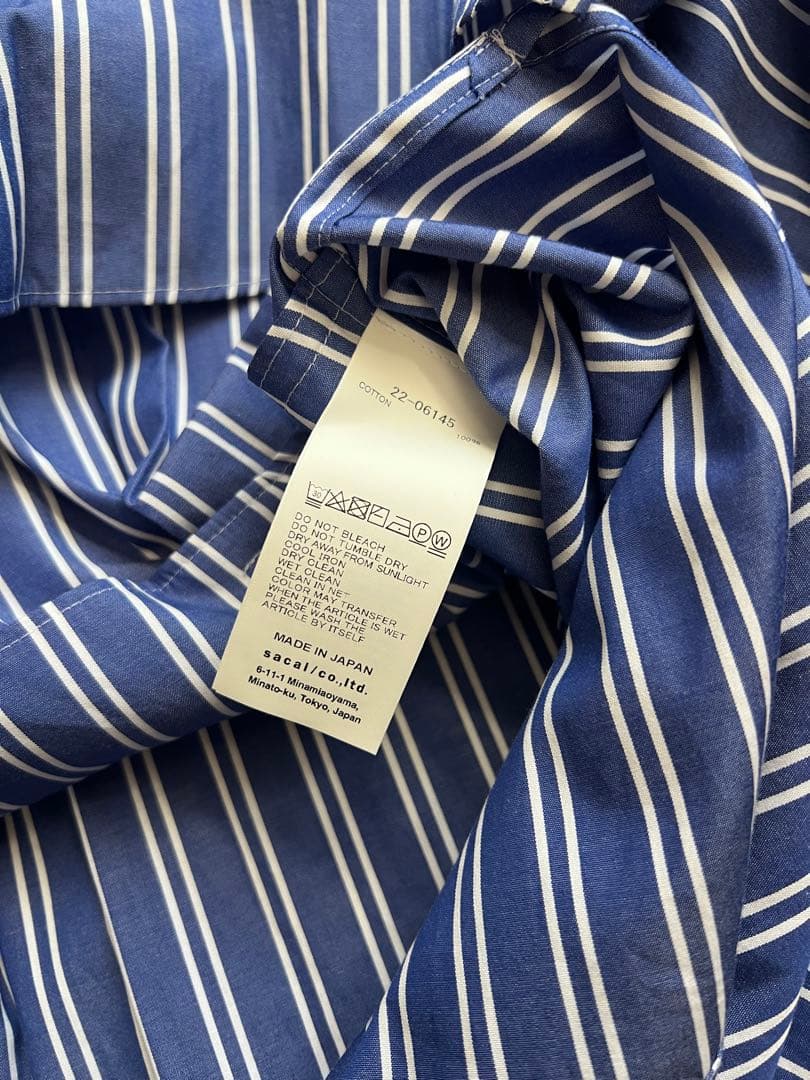 22-06145
COTTON 100%
30
P W
DO NOT BLEACH
DO NOT TUMBLE DRY
DRY AWAY FROM SUNLIGHT
COOL IRON
DRY CLEAN
WET CLEAN
CLEAN IN NET
COLOR MAY TRANSFER
WHEN THE ARTICLE IS WET
PLEASE WASH THE
ARTICLE BY ITSELF
MADE IN JAPAN
sacai/co.,ltd.
6-11-1 Minamiaoyama,
Minato-ku, Tokyo, Japan